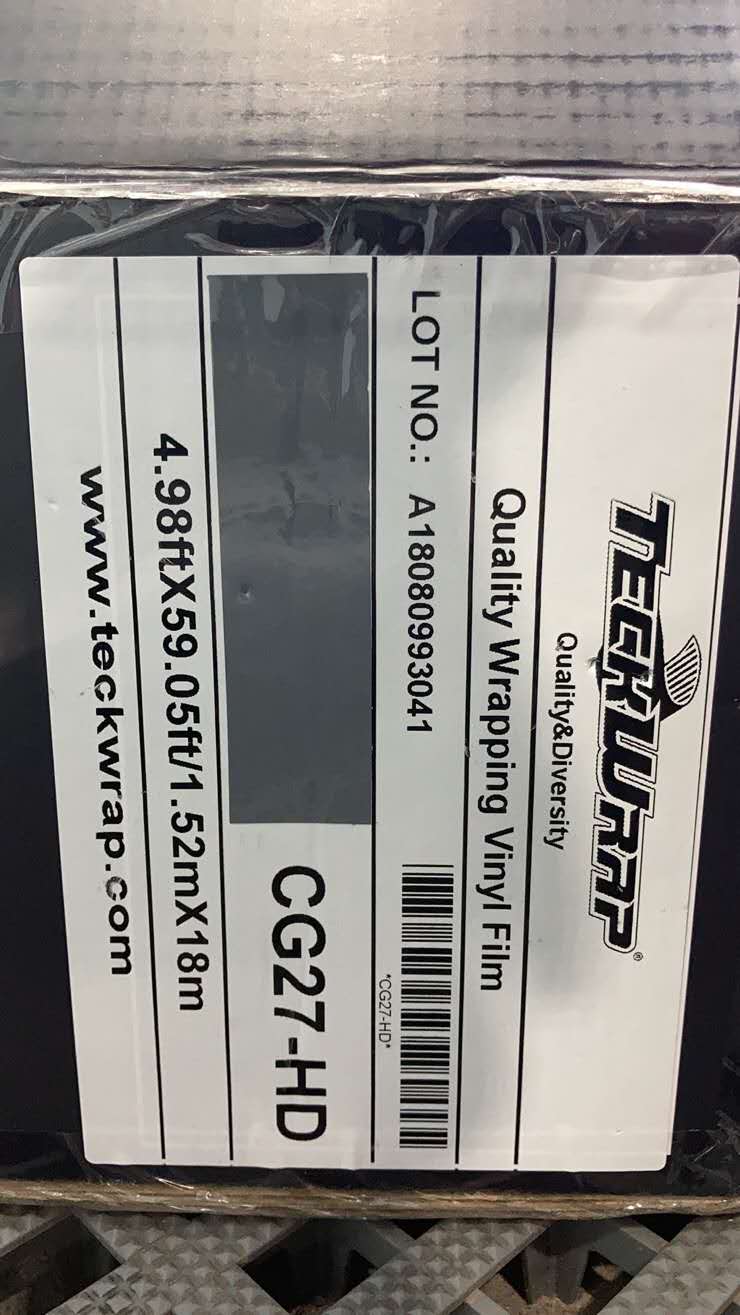 TECKWRAP®
Quality&Diversity
Quality Wrapping Vinyl Film
LOT NO.: A18080993041
*CG27-HD*
CG27-HD
4.98ftX59.05ft/1.52mX18m
www.teckwrap.com